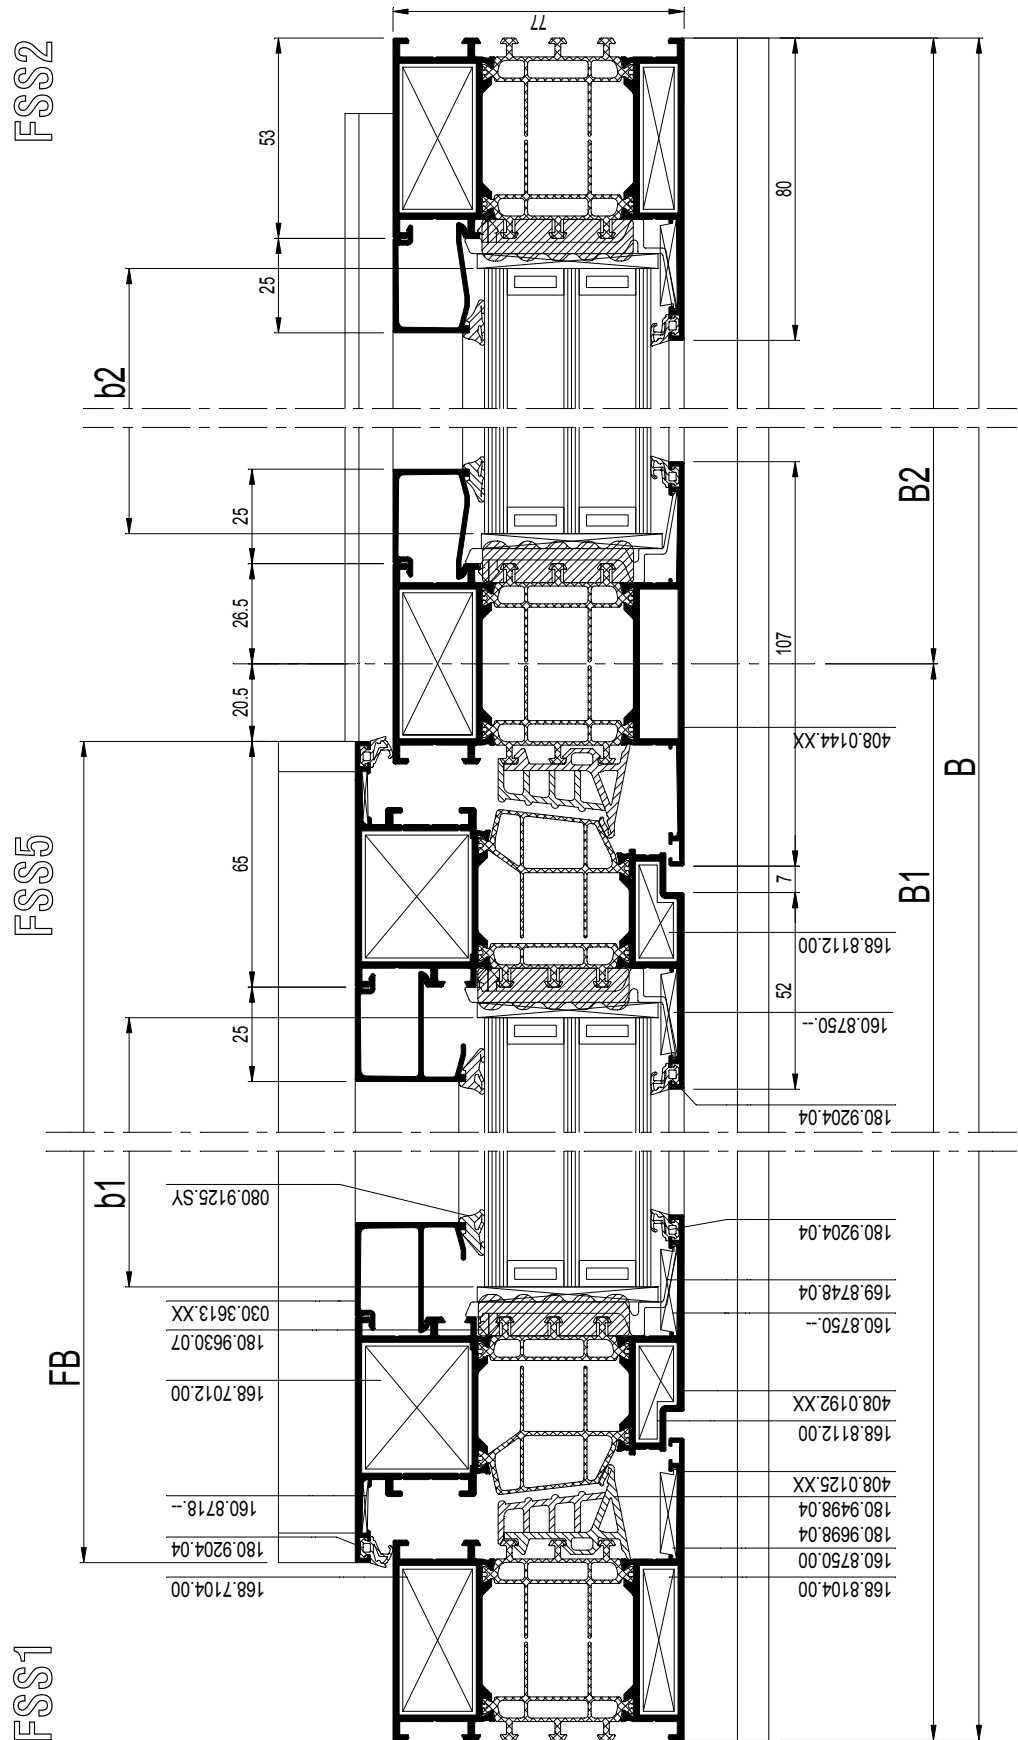 FSS2
77
53
80
25
b2
25
B2
26.5
107
20.5
408.0144.XX
B
FSS5
65
7
B1
168.8112.00
52
160.8750.--
25
180.9204.04
b1
080.9125.SY
180.9204.04
169.8748.04
030.3613.XX
160.8750.--
180.9630.07
FB
168.7012.00
408.0192.XX
168.8112.00
408.0125.XX
160.8718.--
180.9498.04
180.9698.04
180.9204.04
160.8750.00
168.7104.00
168.8104.00
FSS1